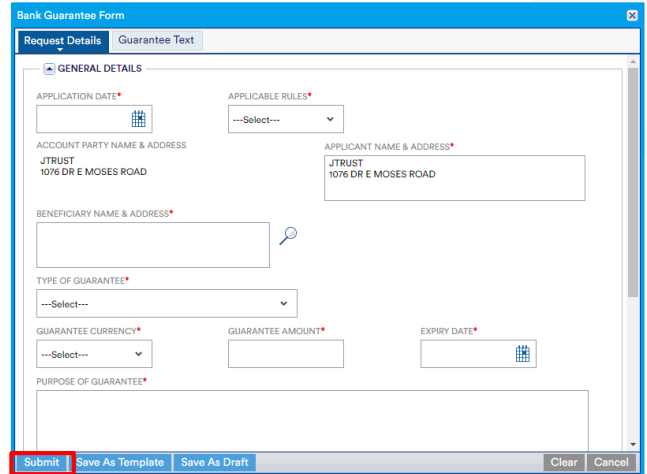 Bank Guarantee Form
Request Details Guarantee Text
GENERAL DETAILS
APPLICATION DATE* APPLICABLE RULES*
---Select---
ACCOUNT PARTY NAME & ADDRESS APPLICANT NAME & ADDRESS*
JTRUST JTRUST
1076 DR E MOSES ROAD 1076 DR E MOSES ROAD
BENEFICIARY NAME & ADDRESS*
TYPE OF GUARANTEE*
---Select---
GUARANTEE CURRENCY* GUARANTEE AMOUNT* EXPIRY DATE*
---Select---
PURPOSE OF GUARANTEE*
Submit Save As Template Save As Draft Clear Cancel